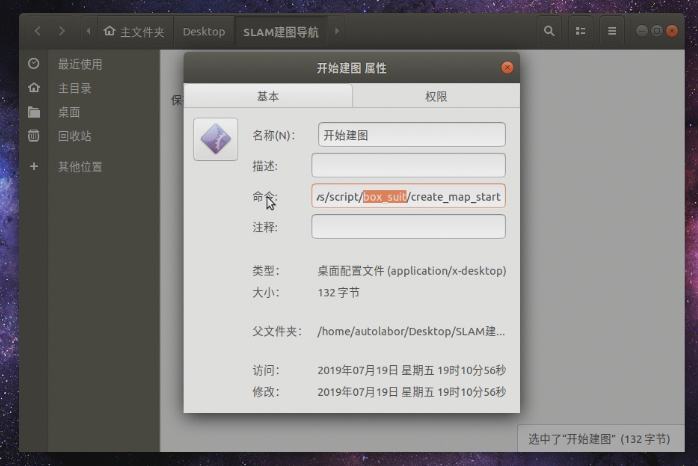 主文件夹
Desktop
SLAM建图导航
最近使用
主目录
桌面
回收站
其他位置
开始建图 属性
基本
权限
名称(N)： 开始建图
描述：
命令： /script/box_suit/create_map_start
注释：
类型： 桌面配置文件 (application/x-desktop)
大小： 132 字节
父文件夹： /home/autolabor/Desktop/SLAM建...
访问： 2019年07月19日 星期五 19时10分56秒
修改： 2019年07月19日 星期五 19时10分56秒
选中了“开始建图” (132 字节)